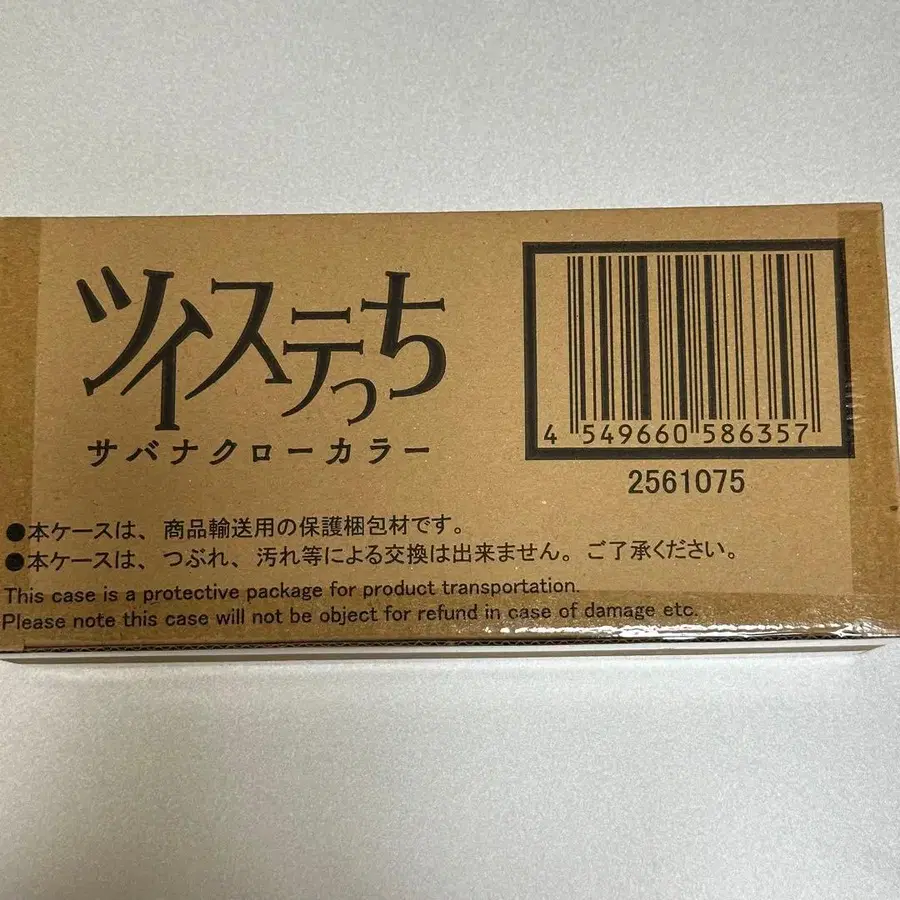 ツイステっち
サバナクローカラー
4 549660 586357
2561075
●本ケースは、商品輸送用の保護梱包材です。
●本ケースは、つぶれ、汚れ等による交換は出来ません。ご了承ください。
This case is a protective package for product transportation.
Please note this case will not be object for refund in case of damage etc.